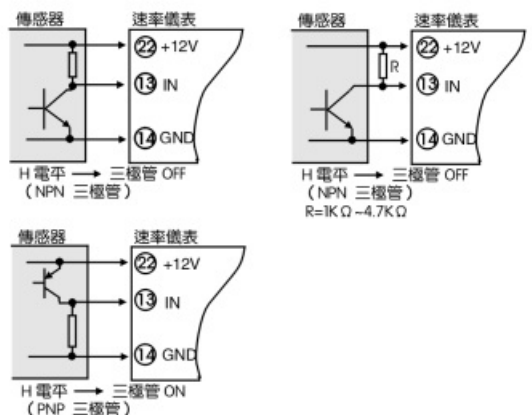 傳感器 速率儀表
22 +12V
13 IN
14 GND
H 電平 → 三極管 OFF
(NPN 三極管)
傳感器 速率儀表
22 +12V
R
13 IN
14 GND
H 電平 → 三極管 OFF
(NPN 三極管)
R=1KΩ~4.7KΩ
傳感器 速率儀表
22 +12V
13 IN
14 GND
H 電平 → 三極管 ON
(PNP 三極管)